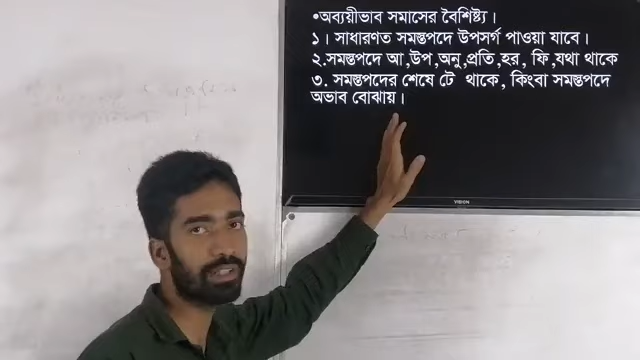 •অব্যয়ীভাব সমাসের বৈশিষ্ট্য।
১। সাধারণত সমস্তপদে উপসর্গ পাওয়া যাবে।
২.সমস্তপদে আ,উপ,অনু,প্রতি,হর, ফি,যথা থাকে
৩. সমস্তপদের শেষে টে থাকে, কিংবা সমস্তপদে
অভাব বোঝায়।
VISION